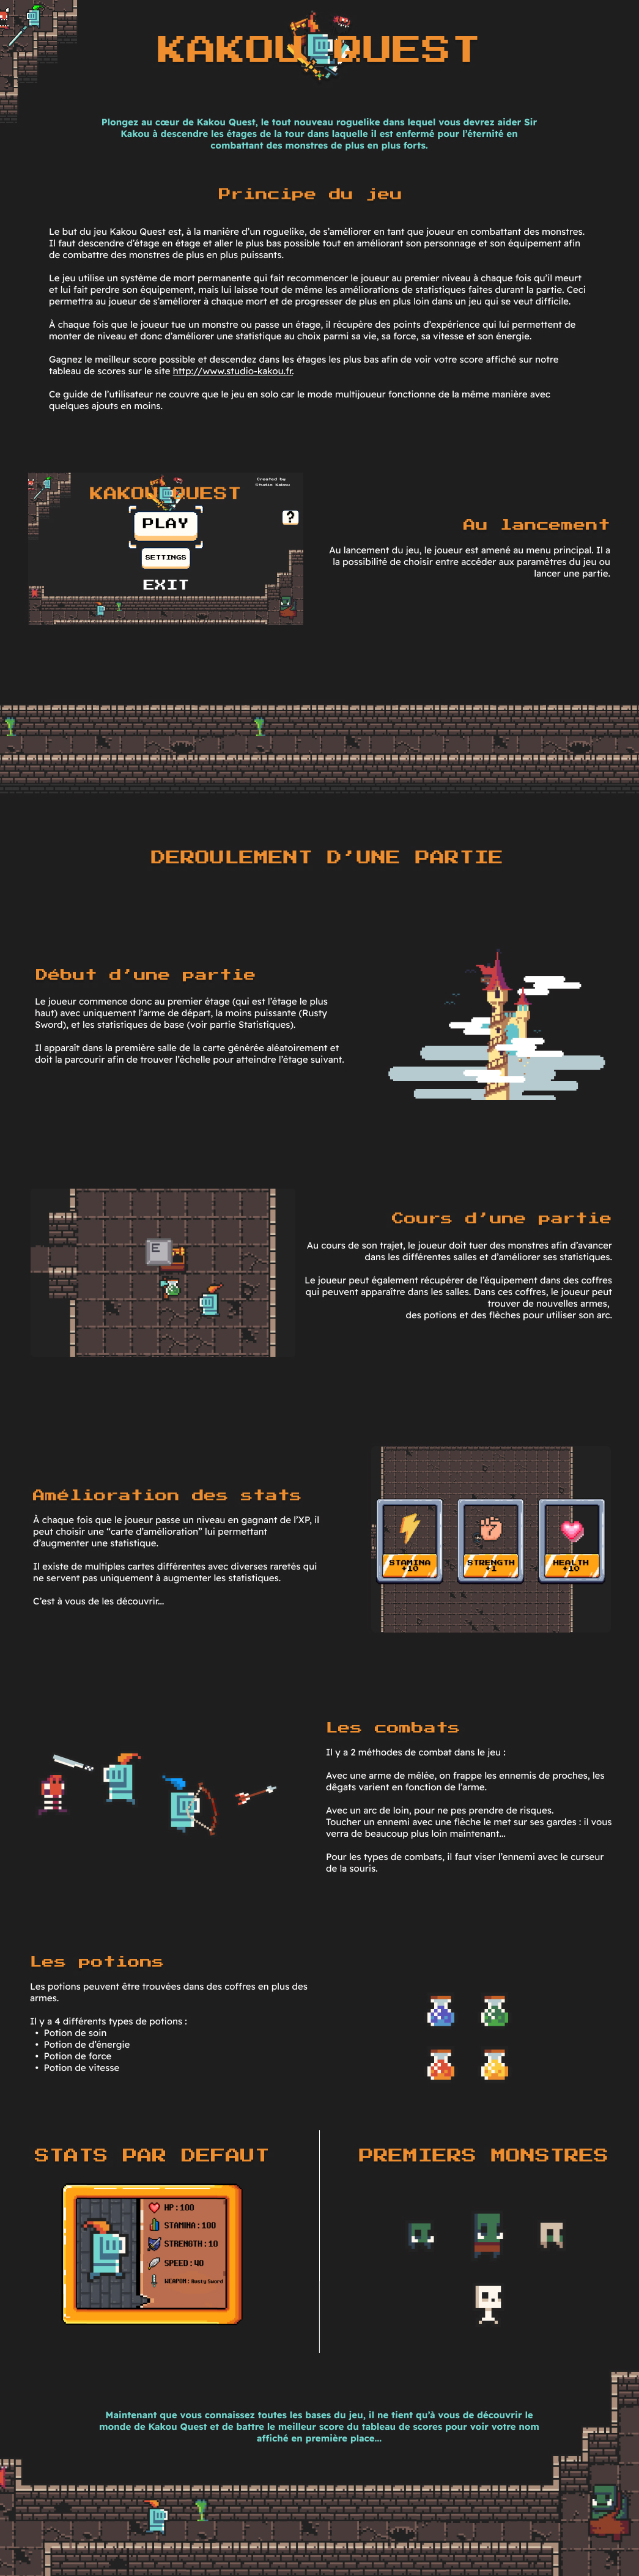 KAKOU QUEST
Plongez au cœur de Kakou Quest, le tout nouveau roguelike dans lequel vous devrez aider Sir
Kakou à descendre les étages de la tour dans laquelle il est enfermé pour l'éternité en
combattant des monstres de plus en plus forts.
Principe du jeu
Le but du jeu Kakou Quest est, à la manière d'un roguelike, de s'améliorer en tant que joueur en combattant des monstres.
Il faut descendre d'étage en étage et aller le plus bas possible tout en améliorant son personnage et son équipement afin
de combattre des monstres de plus en plus puissants.
Le jeu utilise un système de mort permanente qui fait recommencer le joueur au premier niveau à chaque fois qu'il meurt
et lui fait perdre son équipement, mais lui laisse tout de même les améliorations de statistiques faites durant la partie. Ceci
permettra au joueur de s'améliorer à chaque mort et de progresser de plus en plus loin dans un jeu qui se veut difficile.
À chaque fois que le joueur tue un monstre ou passe un étage, il récupère des points d'expérience qui lui permettent de
monter de niveau et donc d'améliorer une statistique au choix parmi sa vie, sa force, sa vitesse et son énergie.
Gagnez le meilleur score possible et descendez dans les étages les plus bas afin de voir votre score affiché sur notre
tableau de scores sur le site http://www.studio-kakou.fr.
Ce guide de l'utilisateur ne couvre que le jeu en solo car le mode multijoueur fonctionne de la même manière avec
quelques ajouts en moins.
KAKOU QUEST
Created by
Studio Kakou
PLAY
?
SETTINGS
EXIT
Au lancement
Au lancement du jeu, le joueur est amené au menu principal. Il a
la possibilité de choisir entre accéder aux paramètres du jeu ou
lancer une partie.
DEROULEMENT D'UNE PARTIE
Début d'une partie
Le joueur commence donc au premier étage (qui est l'étage le plus
haut) avec uniquement l'arme de départ, la moins puissante (Rusty
Sword), et les statistiques de base (voir partie Statistiques).
Il apparaît dans la première salle de la carte générée aléatoirement et
doit la parcourir afin de trouver l'échelle pour atteindre l'étage suivant.
E
Cours d'une partie
Au cours de son trajet, le joueur doit tuer des monstres afin d'avancer
dans les différentes salles et d'améliorer ses statistiques.
Le joueur peut également récupérer de l'équipement dans des coffres
qui peuvent apparaître dans les salles. Dans ces coffres, le joueur peut
trouver de nouvelles armes,
des potions et des flèches pour utiliser son arc.
Amélioration des stats
À chaque fois que le joueur passe un niveau en gagnant de l'XP, il
peut choisir une "carte d'amélioration" lui permettant
d'augmenter une statistique.
Il existe de multiples cartes différentes avec diverses raretés qui
ne servent pas uniquement à augmenter les statistiques.
C'est à vous de les découvrir...
STAMINA
+10
STRENGTH
+1
HEALTH
+10
Les combats
Il y a 2 méthodes de combat dans le jeu :
Avec une arme de mêlée, on frappe les ennemis de proches, les
dégats varient en fonction de l'arme.
Avec un arc de loin, pour ne pes prendre de risques.
Toucher un ennemi avec une flèche le met sur ses gardes : il vous
verra de beaucoup plus loin maintenant...
Pour les types de combats, il faut viser l'ennemi avec le curseur
de la souris.
Les potions
Les potions peuvent être trouvées dans des coffres en plus des
armes.
Il y a 4 différents types de potions :
• Potion de soin
• Potion de d'énergie
• Potion de force
• Potion de vitesse
STATS PAR DEFAUT
HP : 100
STAMINA : 100
STRENGTH : 10
SPEED : 40
WEAPON : Rusty Sword
PREMIERS MONSTRES
Maintenant que vous connaissez toutes les bases du jeu, il ne tient qu'à vous de découvrir le
monde de Kakou Quest et de battre le meilleur score du tableau de scores pour voir votre nom
affiché en première place...